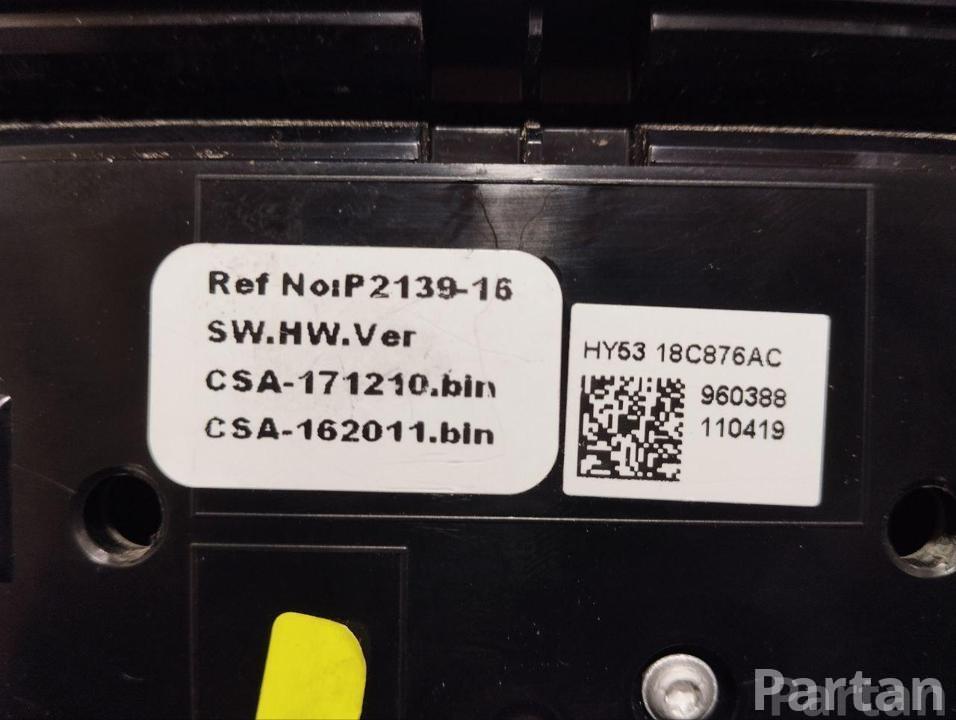 Ref No:P2139-16
SW.HW.Ver
CSA-171210.bin
CSA-162011.bin
HY53 18C876AC
960388
110419
Partan